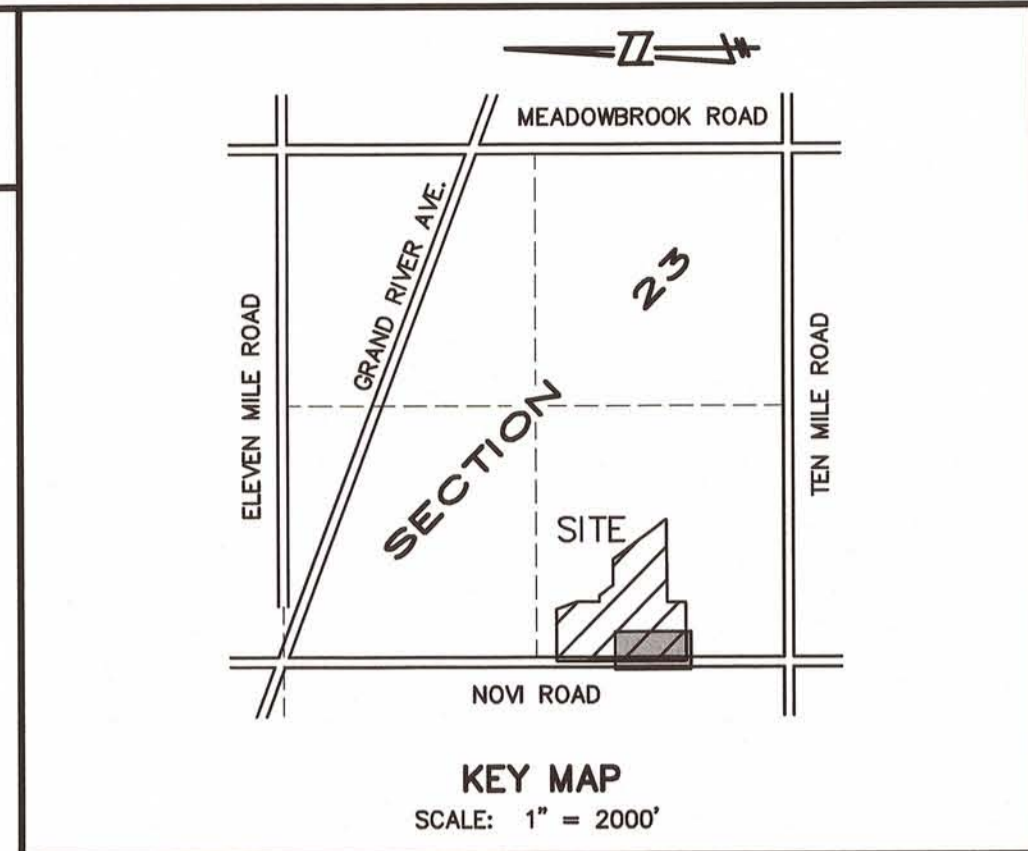 N
MEADOWBROOK ROAD
GRAND RIVER AVE.
23
ELEVEN MILE ROAD
TEN MILE ROAD
SECTION
SITE
NOVI ROAD
KEY MAP
SCALE: 1" = 2000'